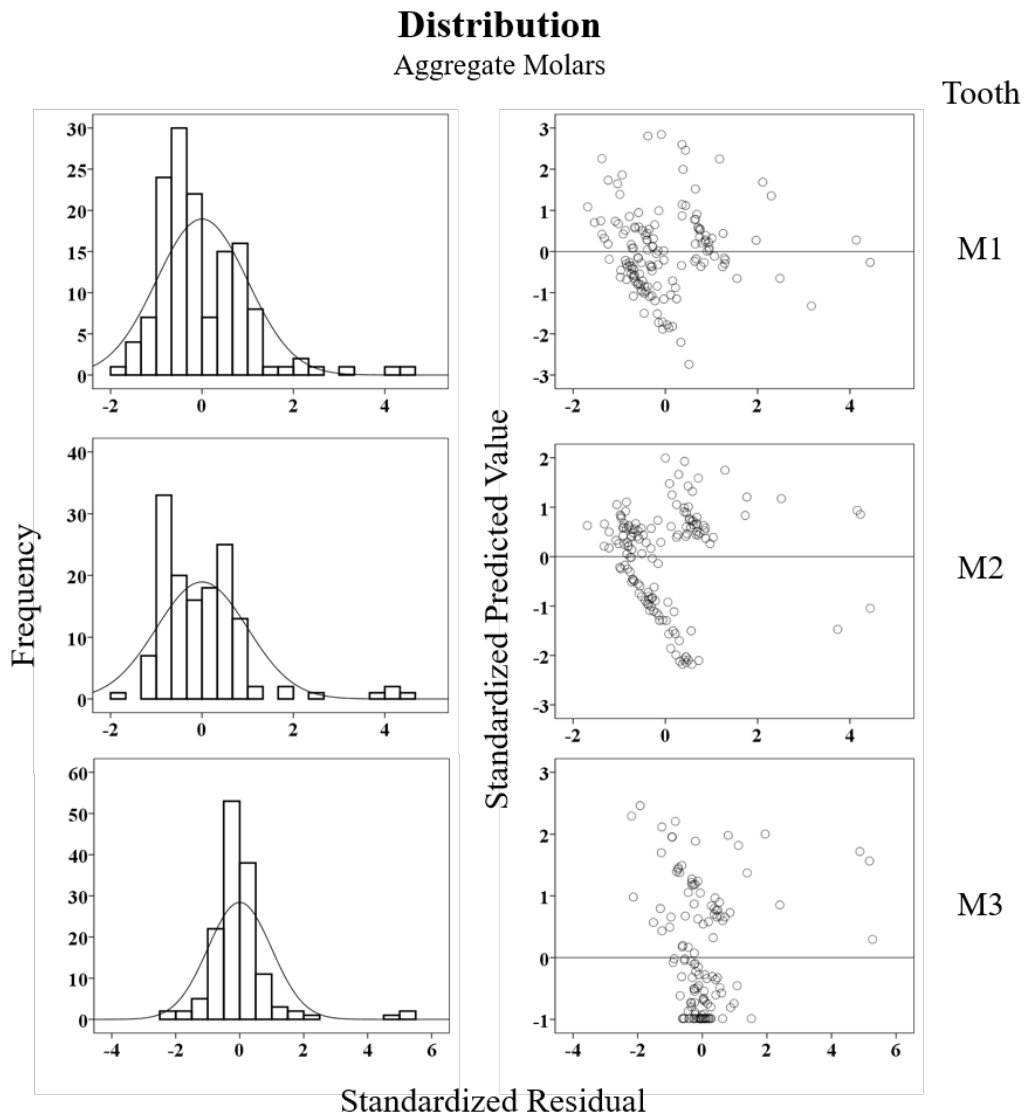 Distribution
Aggregate Molars
Tooth
30
25
20
15
10
5
0
-2 0 2 4
3
2
1
0
-1
-2
-3
-2 0 2 4
M1
Frequency
40
30
20
10
0
-2 0 2 4
Standardized Predicted Value
2
1
0
-1
-2
-3
-2 0 2 4
M2
60
50
40
30
20
10
0
-4 -2 0 2 4 6
3
2
1
0
-1
-4 -2 0 2 4 6
M3
Standardized Residual